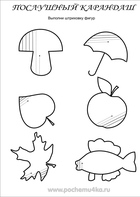 ПОСЛУШНЫЙ КАРАНДАШ
Выполни штриховку фигур
www.pochemu4ka.ru